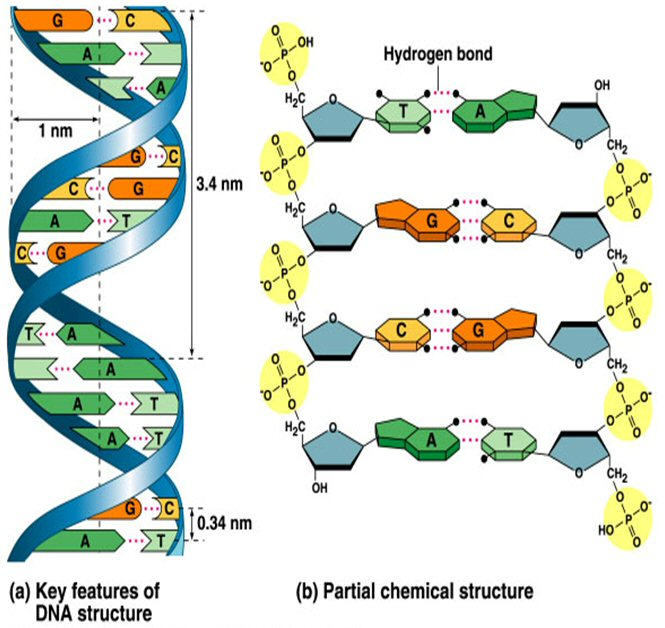 G C
A
A
1 nm
G C
C G
3.4 nm
A T
C G
T A
A
A T
A T
G C
0.34 nm
A T
(a) Key features of
DNA structure
Hydrogen bond
O
OH
P
-O
O
H2C
O
T A
OH
O
CH2
O
O
O
P
-O
O
H2C
O
O-
P
O
O
G C
O
CH2
O
O
O
P
-O
O
H2C
O
O-
P
O
O
C G
O
CH2
O
O
O
P
-O
O
H2C
O
O-
P
O
O
A T
O
CH2
OH
O
O-
P
HO
O
(b) Partial chemical structure